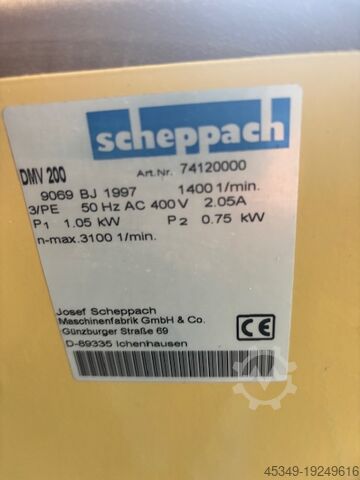 scheppach
DMV 200 Art.Nr. 74120000
9069 BJ 1997 1400 1/min.
3/PE 50 Hz AC 400 V 2.05A
P1 1.05 kW P2 0.75 kW
n-max.3100 1/min.
Josef Scheppach
Maschinenfabrik GmbH & Co.
Günzburger Straße 69
D-89335 Ichenhausen
CE
45349-19249616